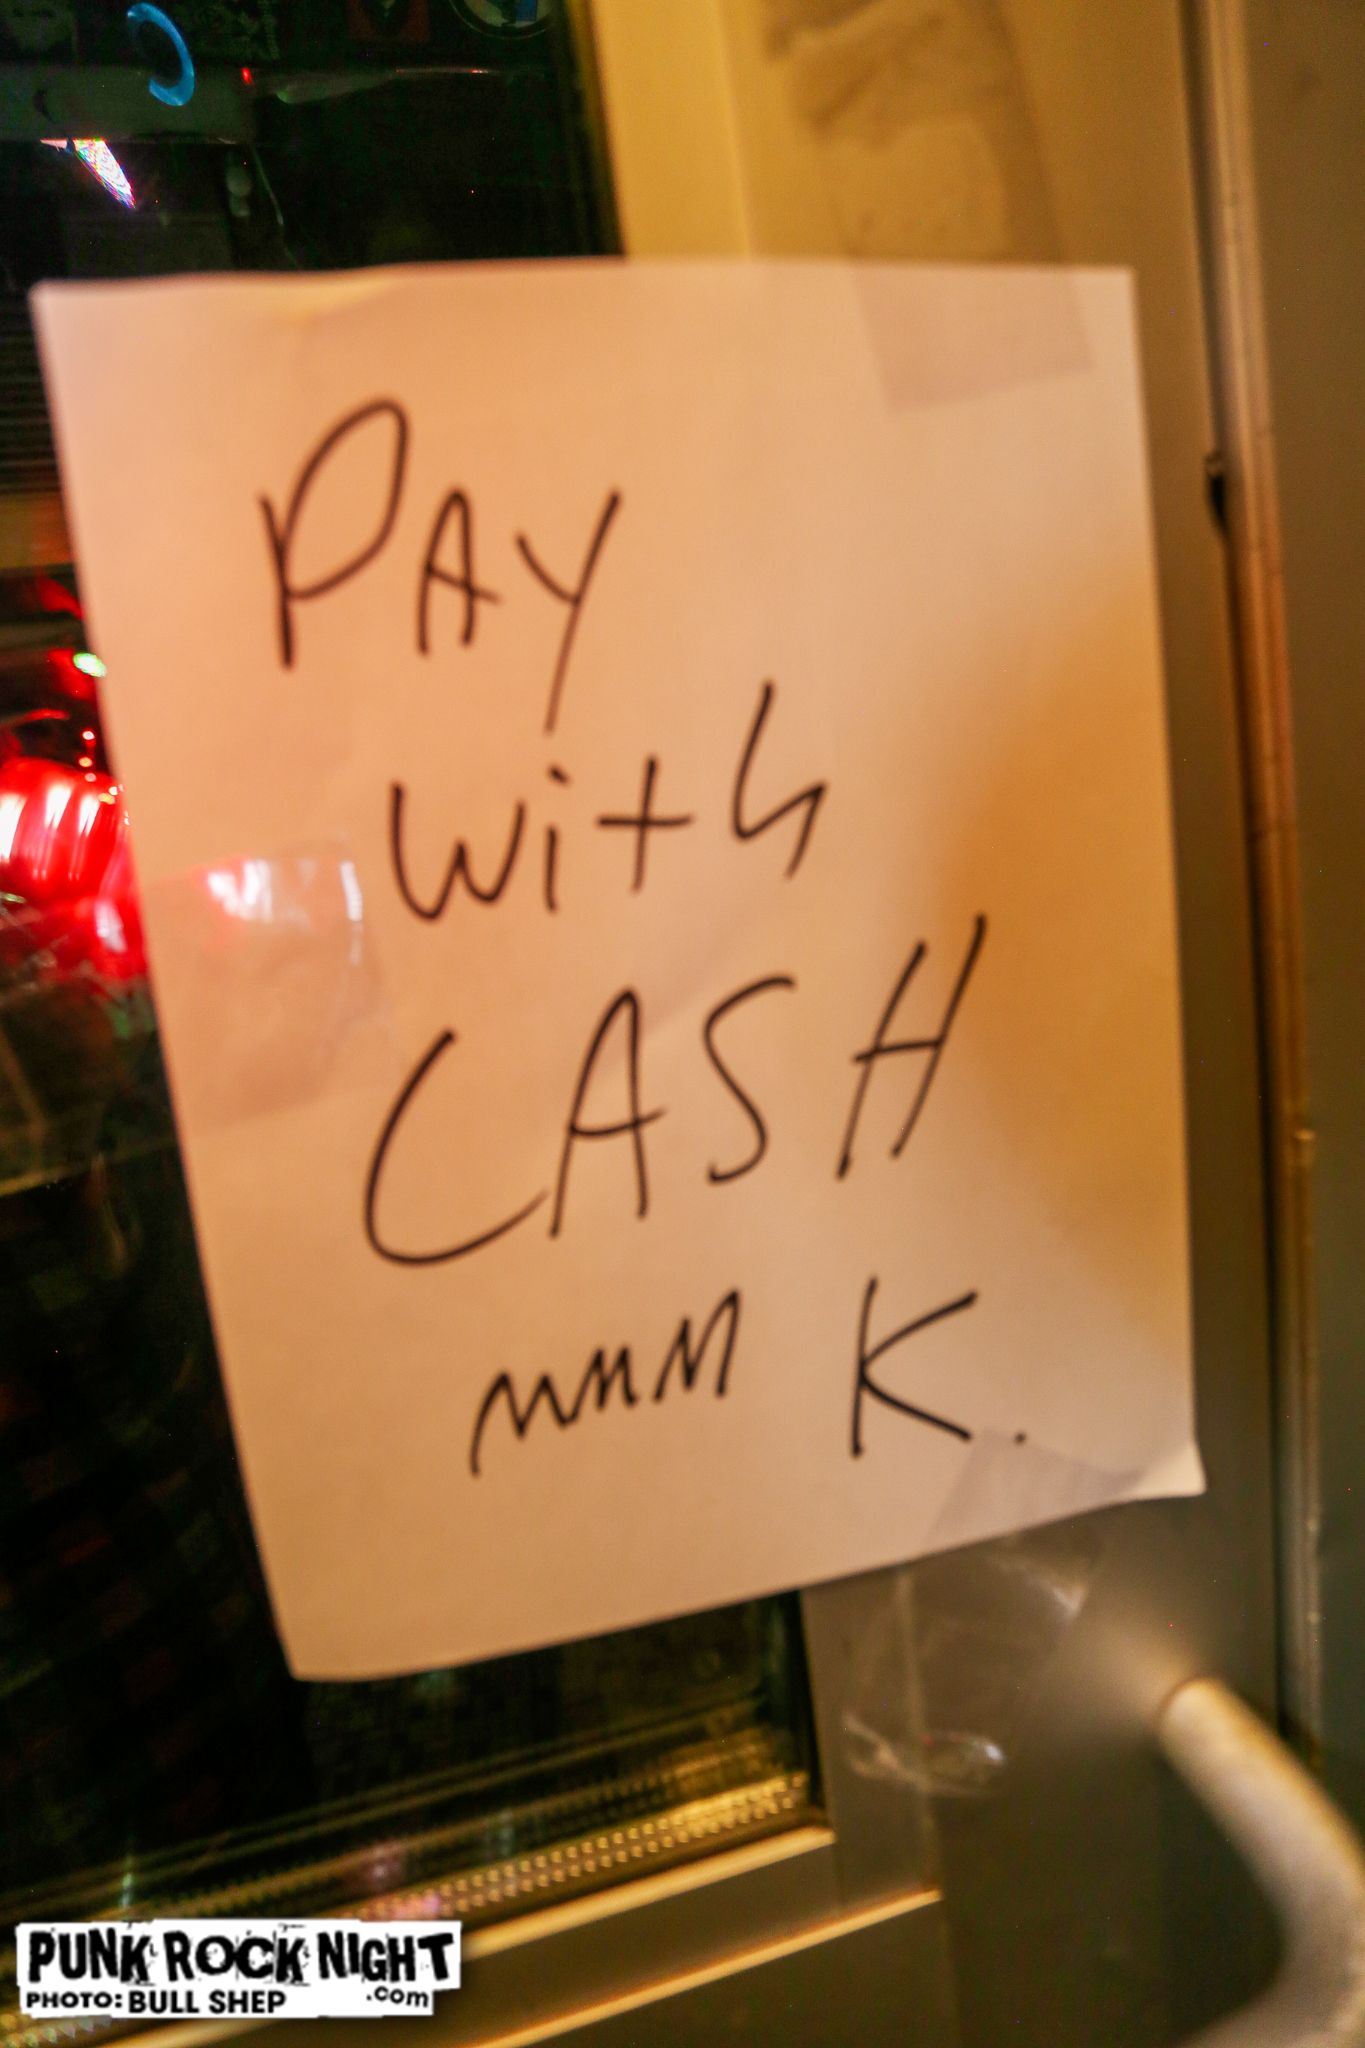 PAY
with
CASH
mmm K.
PUNK ROCK NIGHT
.com
PHOTO: BULL SHEP